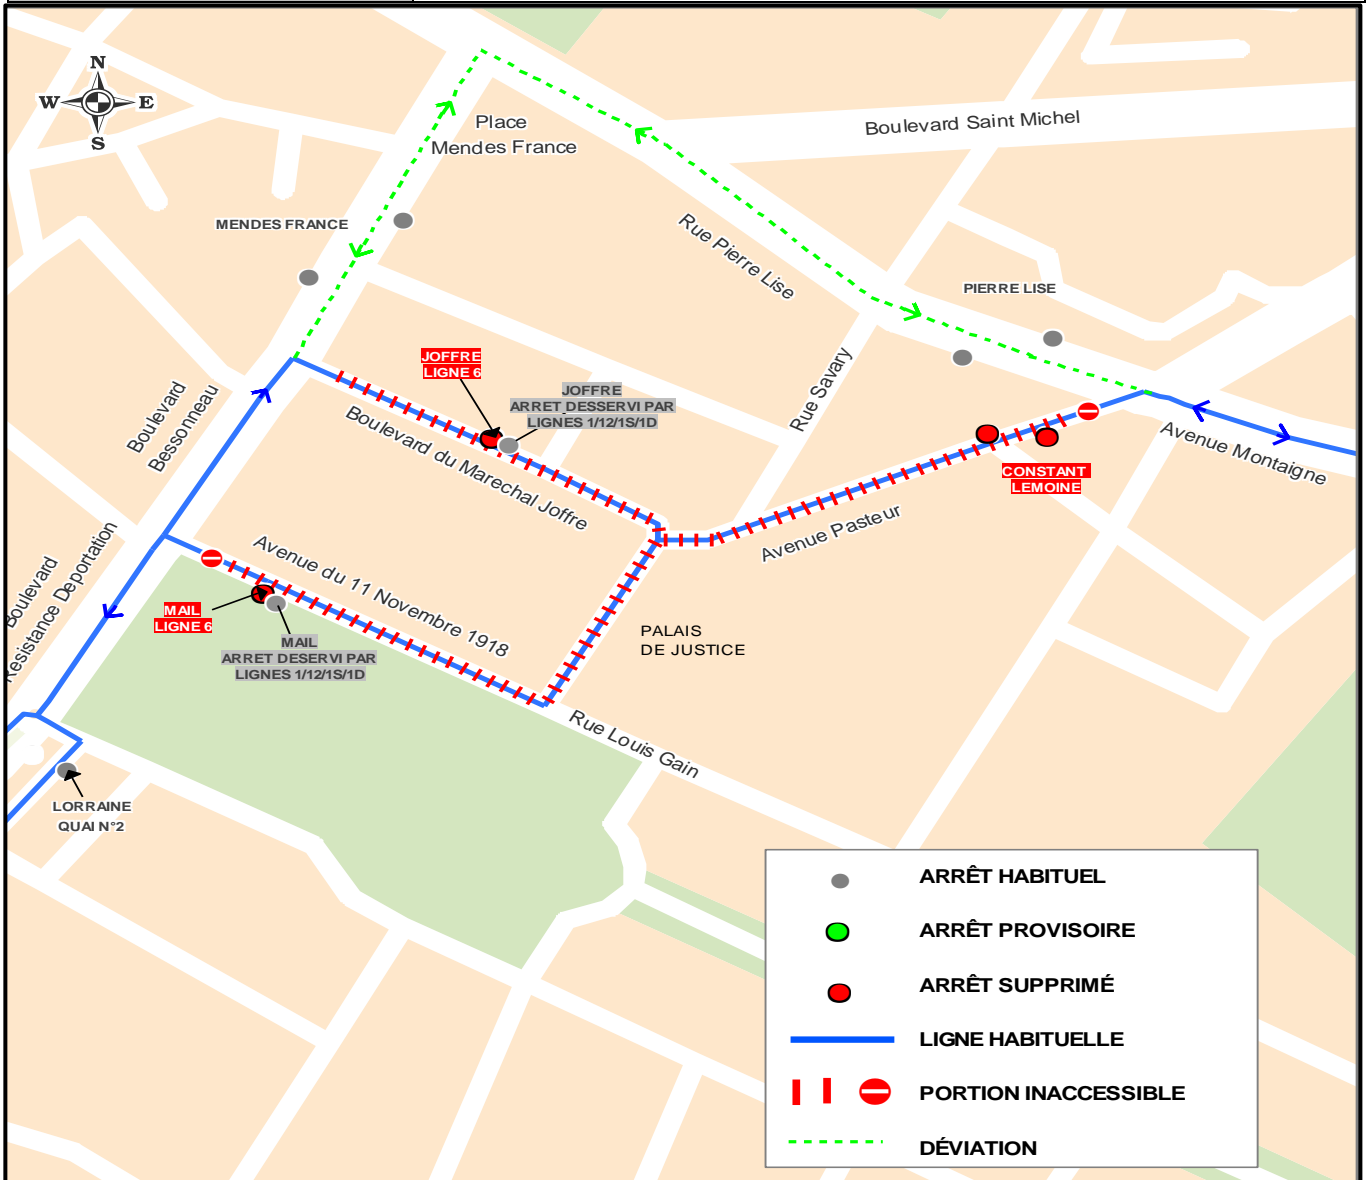 N
W
E
S
Place
Mendes France
Boulevard Saint Michel
MENDES FRANCE
Rue Pierre Lise
PIERRE LISE
JOFFRE
LIGNE 6
JOFFRE
ARRET DESSERVI PAR
LIGNES 1/12/1S/1D
Rue Savary
Boulevard
Bessonneau
Boulevard du Marechal Joffre
Avenue Montaigne
CONSTANT
LEMOINE
Avenue Pasteur
Avenue du 11 Novembre 1918
Boulevard
Resistance Deportation
MAIL
LIGNE 6
MAIL
ARRET DESERVI PAR
LIGNES 1/12/1S/1D
PALAIS
DE JUSTICE
Rue Louis Gain
LORRAINE
QUAI N°2
ARRÊT HABITUEL
ARRÊT PROVISOIRE
ARRÊT SUPPRIMÉ
LIGNE HABITUELLE
PORTION INACCESSIBLE
DÉVIATION